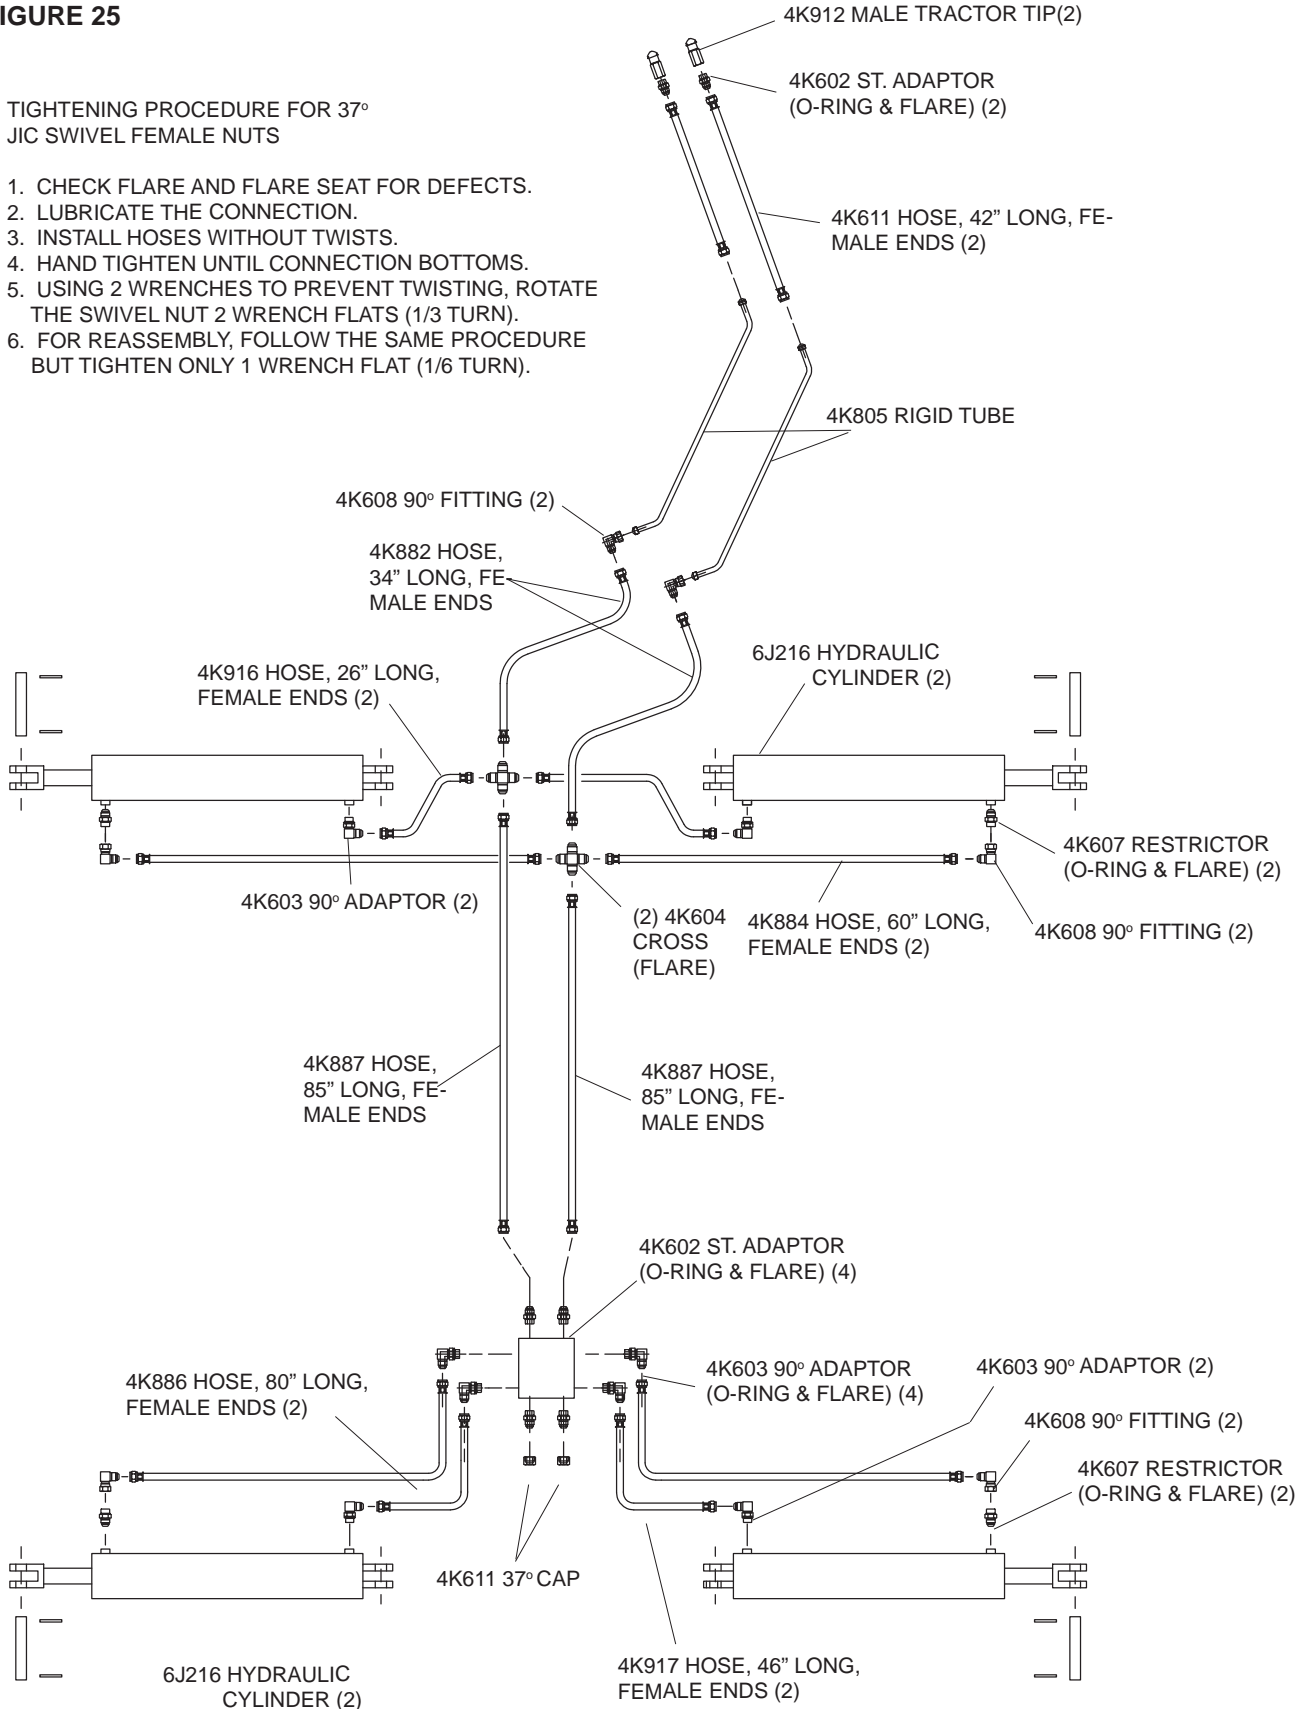 IGURE 25
4K912 MALE TRACTOR TIP(2)
4K602 ST. ADAPTOR
(O-RING & FLARE) (2)
TIGHTENING PROCEDURE FOR 37º
JIC SWIVEL FEMALE NUTS
1. CHECK FLARE AND FLARE SEAT FOR DEFECTS.
2. LUBRICATE THE CONNECTION.
3. INSTALL HOSES WITHOUT TWISTS.
4. HAND TIGHTEN UNTIL CONNECTION BOTTOMS.
5. USING 2 WRENCHES TO PREVENT TWISTING, ROTATE
THE SWIVEL NUT 2 WRENCH FLATS (1/3 TURN).
6. FOR REASSEMBLY, FOLLOW THE SAME PROCEDURE
BUT TIGHTEN ONLY 1 WRENCH FLAT (1/6 TURN).
4K611 HOSE, 42” LONG, FE-
MALE ENDS (2)
4K805 RIGID TUBE
4K608 90º FITTING (2)
4K882 HOSE,
34” LONG, FE-
MALE ENDS
4K916 HOSE, 26” LONG,
FEMALE ENDS (2)
6J216 HYDRAULIC
CYLINDER (2)
4K607 RESTRICTOR
(O-RING & FLARE) (2)
4K603 90º ADAPTOR (2)
(2) 4K604
CROSS
(FLARE)
4K884 HOSE, 60” LONG,
FEMALE ENDS (2)
4K608 90º FITTING (2)
4K887 HOSE,
85” LONG, FE-
MALE ENDS
4K887 HOSE,
85” LONG, FE-
MALE ENDS
4K602 ST. ADAPTOR
(O-RING & FLARE) (4)
4K886 HOSE, 80” LONG,
FEMALE ENDS (2)
4K603 90º ADAPTOR
(O-RING & FLARE) (4)
4K603 90º ADAPTOR (2)
4K608 90º FITTING (2)
4K607 RESTRICTOR
(O-RING & FLARE) (2)
4K611 37º CAP
6J216 HYDRAULIC
CYLINDER (2)
4K917 HOSE, 46” LONG,
FEMALE ENDS (2)